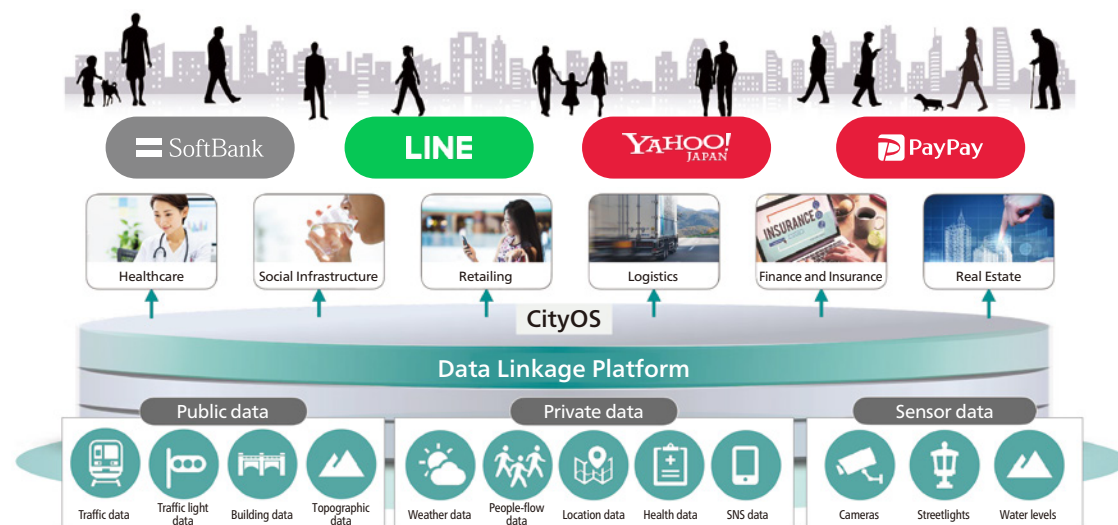 SoftBank
LINE
YAHOO!
JAPAN
PayPay
INSURANCE
Healthcare
Social Infrastructure
Retailing
Logistics
Finance and Insurance
Real Estate
CityOS
Data Linkage Platform
Public data
Private data
Sensor data
Traffic data
Traffic light
data
Building data
Topographic
data
Weather data
People-flow
data
Location data
Health data
SNS data
Cameras
Streetlights
Water levels